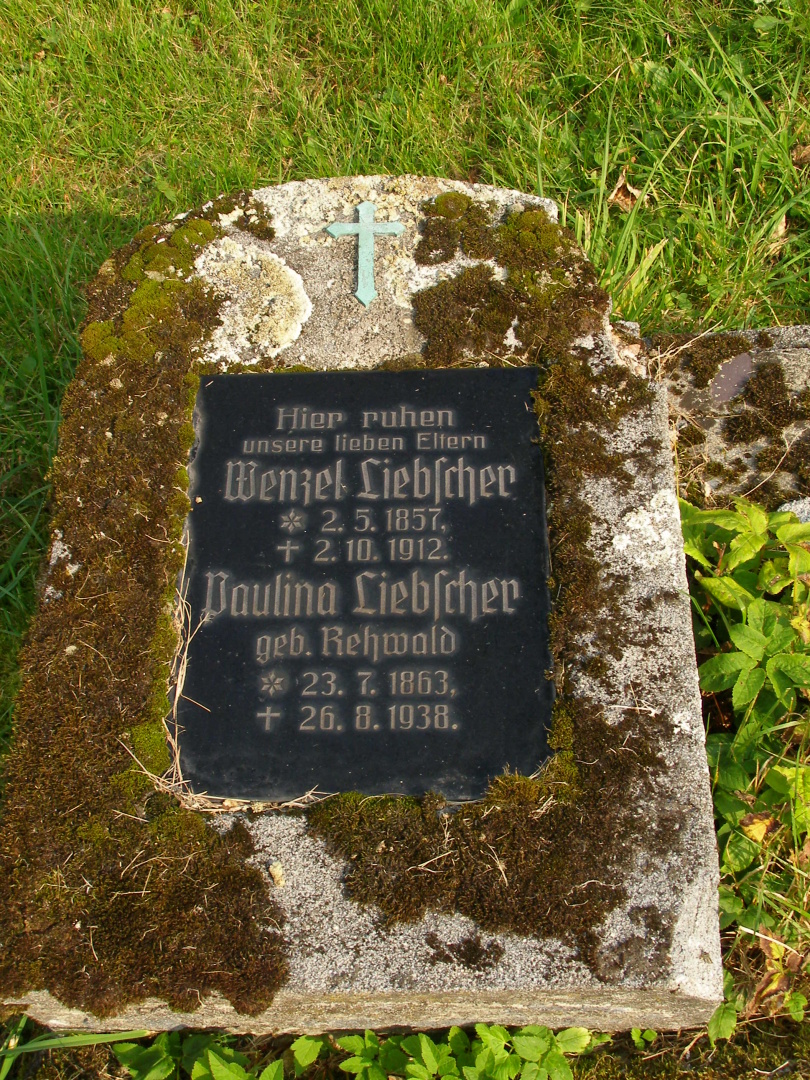 Hier ruhen
unsere lieben Eltern
Wenzel Liebſcher
* 2. 5. 1857,
† 2. 10. 1912.
Paulina Liebſcher
geb. Rehwald
* 23. 7. 1863,
† 26. 8. 1938.